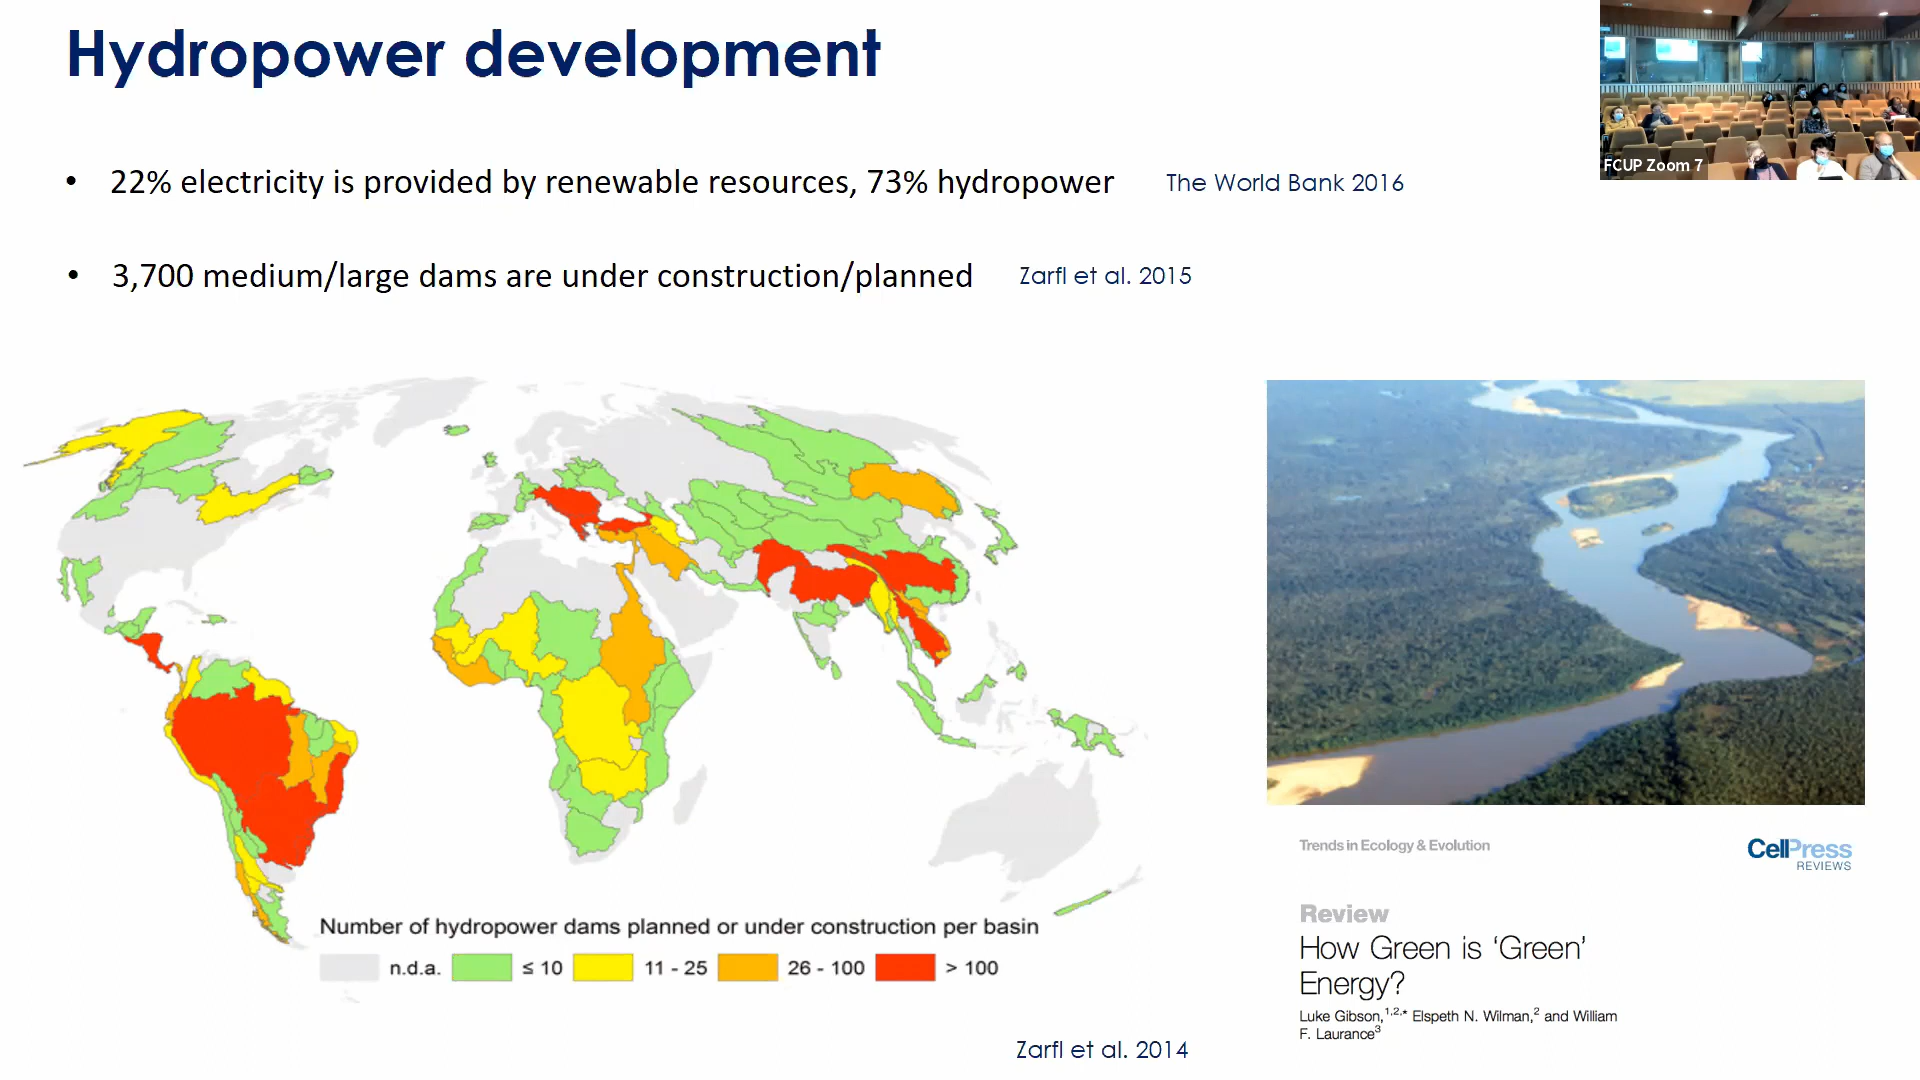 Hydropower development
• 22% electricity is provided by renewable resources, 73% hydropower The World Bank 2016
• 3,700 medium/large dams are under construction/planned Zarfl et al. 2015
FCUP Zoom 7
Number of hydropower dams planned or under construction per basin
n.d.a. ≤ 10 11 - 25 26 - 100 > 100
Zarfl et al. 2014
Trends in Ecology & Evolution
CellPress
REVIEWS
Review
How Green is ‘Green’
Energy?
Luke Gibson,1,2,* Elspeth N. Wilman,2 and William
F. Laurance3